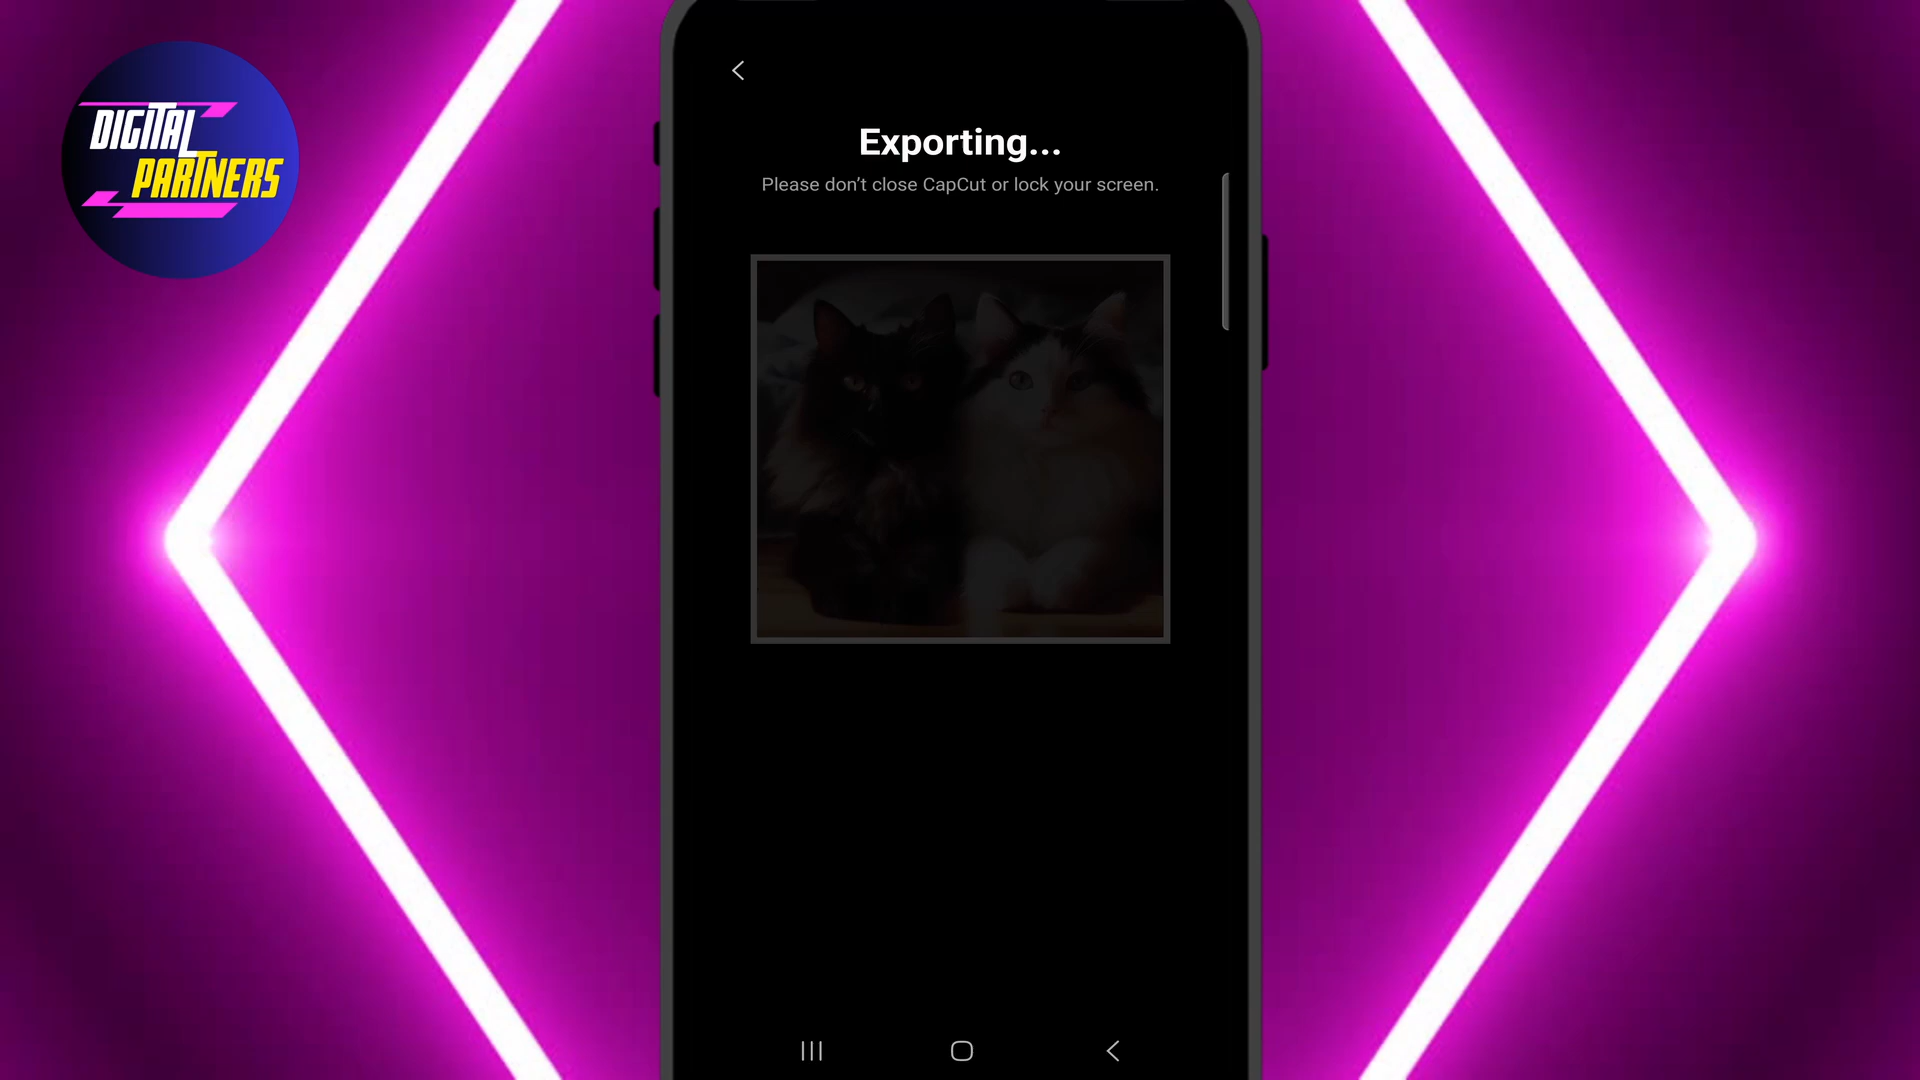 DIGITAL
PARTNERS
Exporting...
Please don’t close CapCut or lock your screen.